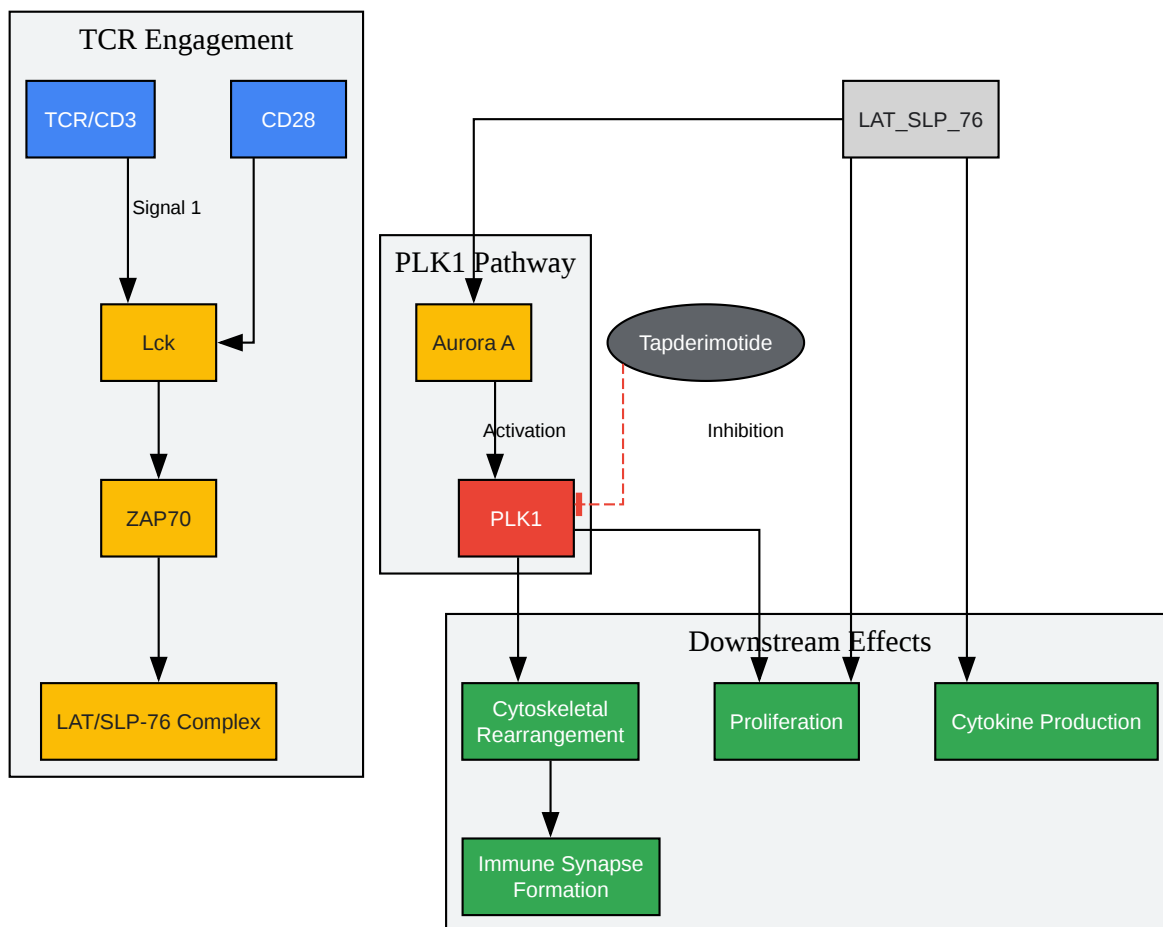 TCR Engagement
TCR/CD3
CD28
LAT_SLP_76
Signal 1
PLK1 Pathway
Lck
Aurora A
Tapderimotide
Activation
Inhibition
ZAP70
PLK1
Downstream Effects
LAT/SLP-76 Complex
Cytoskeletal
Rearrangement
Proliferation
Cytokine Production
Immune Synapse
Formation